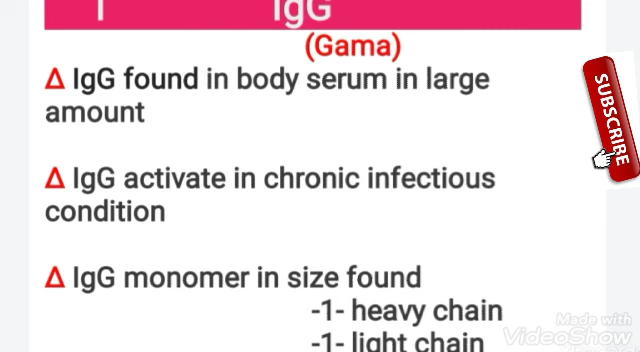 1 IgG
(Gama)
Δ IgG found in body serum in large
amount
SUBSCRIBE
Δ IgG activate in chronic infectious
condition
Δ IgG monomer in size found
-1- heavy chain
-1- light chain
Made with
VideoShow